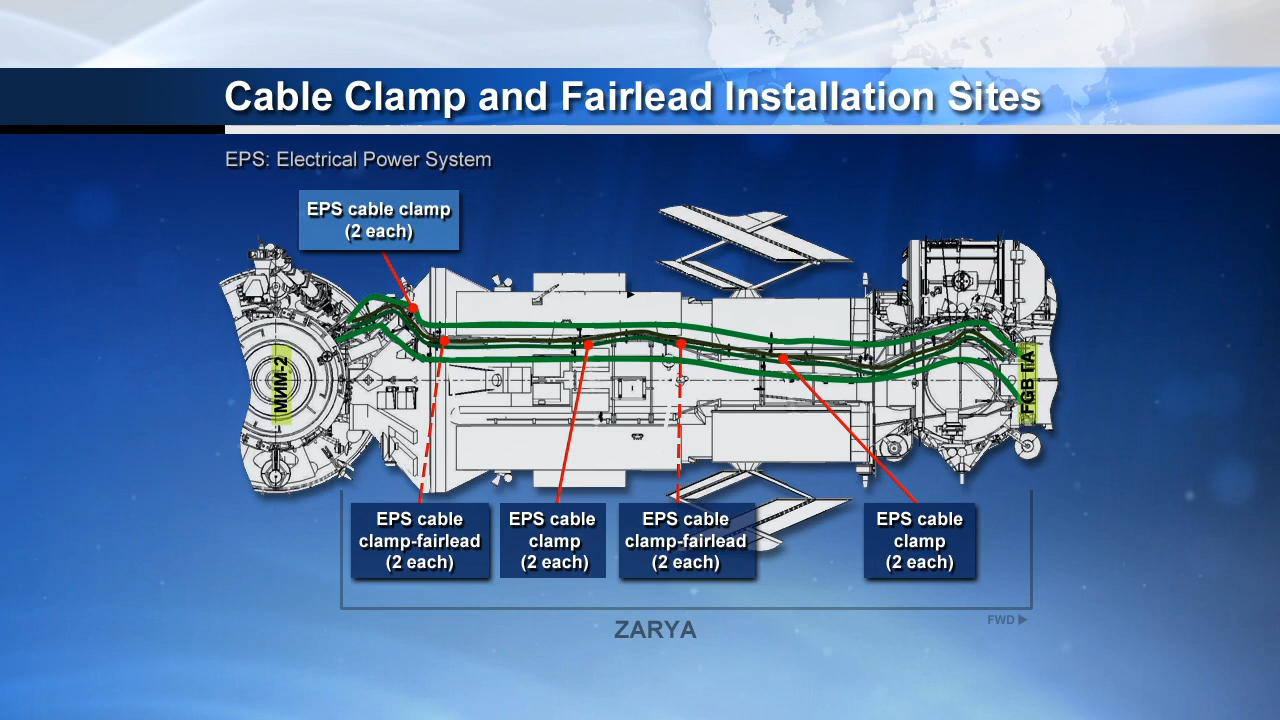 Cable Clamp and Fairlead Installation Sites
EPS: Electrical Power System
EPS cable clamp
(2 each)
МИМ-2
FGB ГА
EPS cable
clamp-fairlead
(2 each)
EPS cable
clamp
(2 each)
EPS cable
clamp-fairlead
(2 each)
EPS cable
clamp
(2 each)
ZARYA
FWD